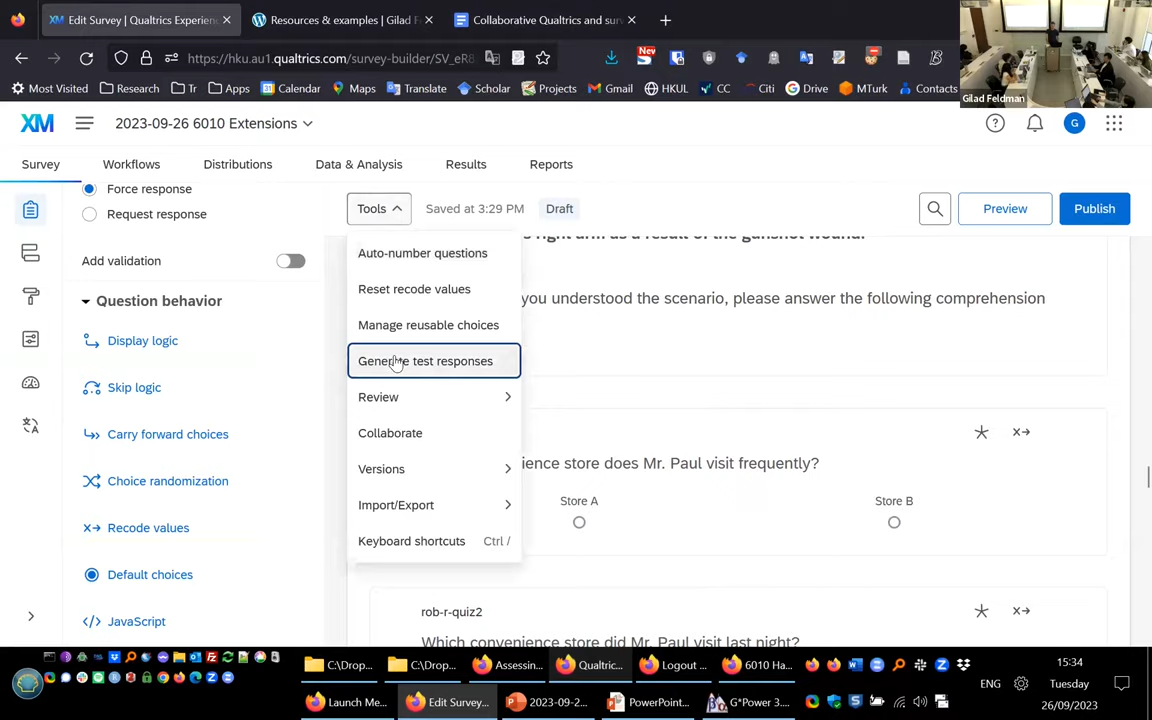 Edit Survey | Qualtrics Experien
Resources & examples | Gilad F
Collaborative Qualtrics and sur
https://hku.au1.qualtrics.com/survey-builder/SV_eR8
New
Most Visited
Research
Tr
Apps
Calendar
Maps
Translate
Scholar
Projects
Gmail
HKUL
CC
Citi
Drive
MTurk
Contacts
Gilad Feldman
XM
2023-09-26 6010 Extensions
G
Survey
Workflows
Distributions
Data & Analysis
Results
Reports
Force response
Request response
Add validation
Question behavior
Display logic
Skip logic
Carry forward choices
Choice randomization
Recode values
Default choices
JavaScript
Tools
Saved at 3:29 PM
Draft
Preview
Publish
Auto-number questions
Reset recode values
Manage reusable choices
Generate test responses
Review
Collaborate
Versions
Import/Export
Keyboard shortcuts Ctrl /
right arm as a result of the gunshot wound.
you understood the scenario, please answer the following comprehension
ience store does Mr. Paul visit frequently?
Store A
Store B
rob-r-quiz2
Which convenience store did Mr. Paul visit last night?
C:\Drop...
C:\Drop...
Assessin...
Qualtric...
Logout ...
6010 Ha...
15:34
Launch Me...
Edit Survey...
2023-09-2...
PowerPoint...
G*Power 3....
ENG
Tuesday
26/09/2023